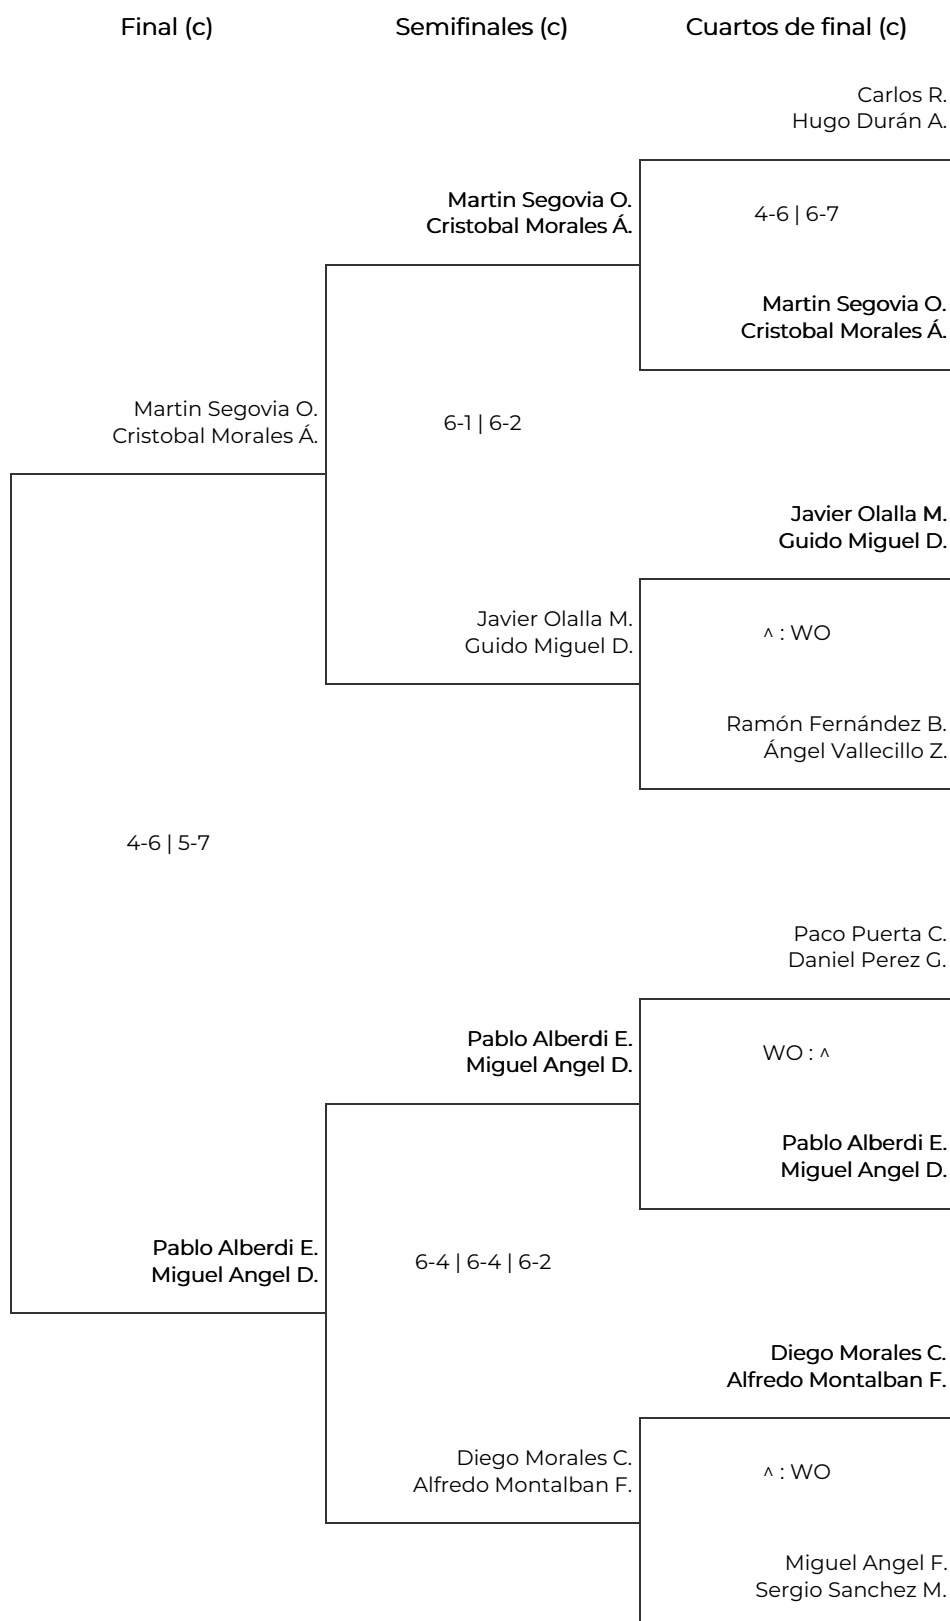 Final (c)
Semifinales (c)
Cuartos de final (c)
Carlos R.
Hugo Durán A.
Martin Segovia O.
Cristobal Morales Á.
4-6 | 6-7
Martin Segovia O.
Cristobal Morales Á.
Martin Segovia O.
Cristobal Morales Á.
6-1 | 6-2
Javier Olalla M.
Guido Miguel D.
Javier Olalla M.
Guido Miguel D.
^ : WO
Ramón Fernández B.
Ángel Vallecillo Z.
4-6 | 5-7
Paco Puerta C.
Daniel Perez G.
Pablo Alberdi E.
Miguel Angel D.
WO : ^
Pablo Alberdi E.
Miguel Angel D.
Pablo Alberdi E.
Miguel Angel D.
6-4 | 6-4 | 6-2
Diego Morales C.
Alfredo Montalban F.
Diego Morales C.
Alfredo Montalban F.
^ : WO
Miguel Angel F.
Sergio Sanchez M.